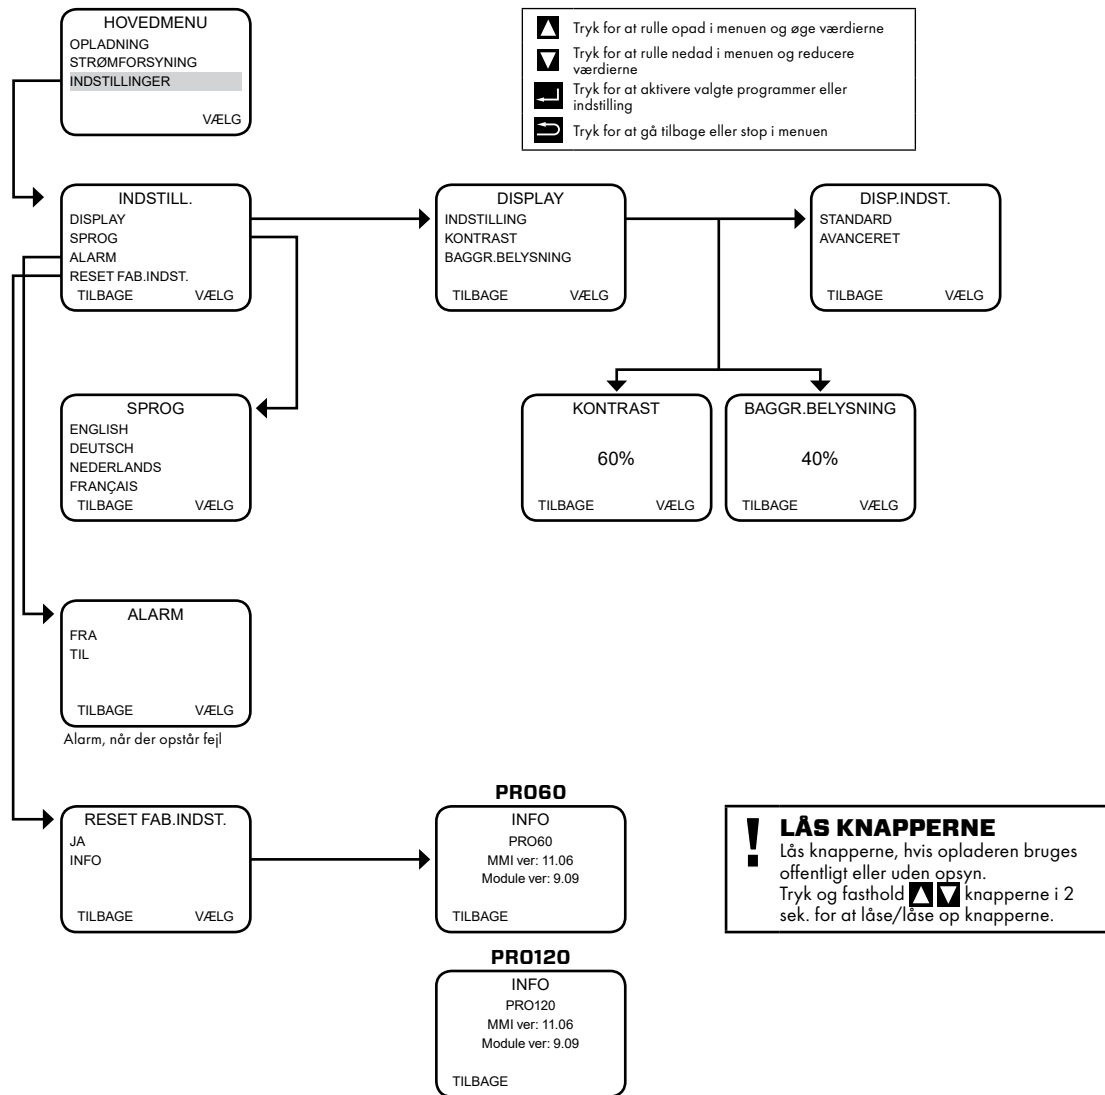 HOVEDMENU
OPLADNING
STRØMFORSYNING
INDSTILLINGER
VÆLG
Tryk for at rulle opad i menuen og øge værdierne
Tryk for at rulle nedad i menuen og reducere
værdierne
Tryk for at aktivere valgte programmer eller
indstilling
Tryk for at gå tilbage eller stop i menuen
INDSTILL.
DISPLAY
SPROG
ALARM
RESET FAB.INDST.
TILBAGE VÆLG
DISPLAY
INDSTILLING
KONTRAST
BAGGR.BELYSNING
TILBAGE VÆLG
DISP.INDST.
STANDARD
AVANCERET
TILBAGE VÆLG
SPROG
ENGLISH
DEUTSCH
NEDERLANDS
FRANÇAIS
TILBAGE VÆLG
KONTRAST
60%
TILBAGE VÆLG
BAGGR.BELYSNING
40%
TILBAGE VÆLG
ALARM
FRA
TIL
TILBAGE VÆLG
Alarm, når der opstår fejl
RESET FAB.INDST.
JA
INFO
TILBAGE VÆLG
PRO60
INFO
PRO60
MMI ver: 11.06
Module ver: 9.09
TILBAGE
! LÅS KNAPPERNE
Lås knapperne, hvis opladeren bruges
offentligt eller uden opsyn.
Tryk og fasthold knapperne i 2
sek. for at låse/låse op knapperne.
PRO120
INFO
PRO120
MMI ver: 11.06
Module ver: 9.09
TILBAGE